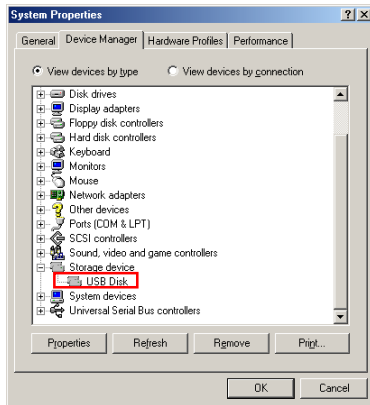 System Properties
General Device Manager Hardware Profiles Performance
View devices by type View devices by connection
Disk drives
Display adapters
Floppy disk controllers
Hard disk controllers
Keyboard
Monitors
Mouse
Network adapters
Other devices
Ports (COM & LPT)
SCSI controllers
Sound, video and game controllers
Storage device
USB Disk
System devices
Universal Serial Bus controllers
Properties Refresh Remove Print...
OK Cancel